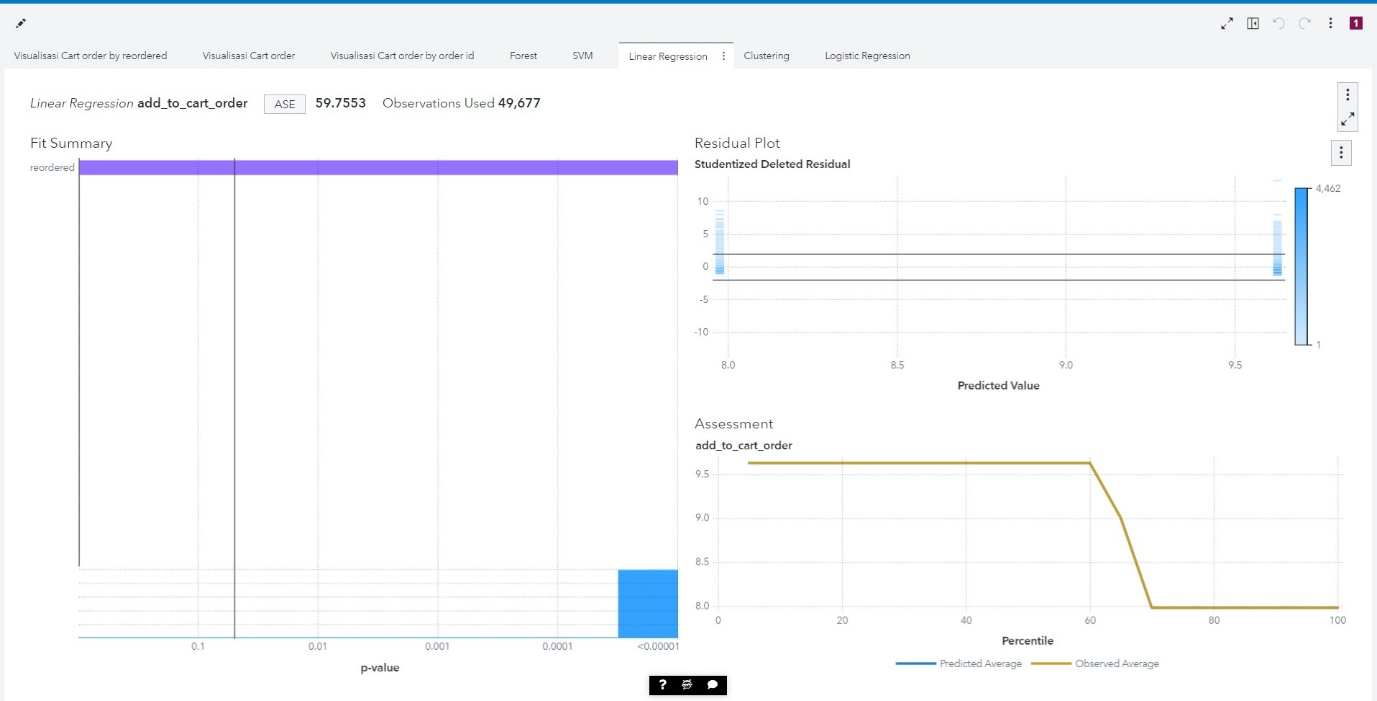 1
Visualisasi Cart order by reordered Visualisasi Cart order Visualisasi Cart order by order id Forest SVM Linear Regression Clustering Logistic Regression
Linear Regression add_to_cart_order ASE 59.7553 Observations Used 49,677
Fit Summary
reordered
0.1 0.01 0.001 0.0001 <0.00001
p-value
Residual Plot
Studentized Deleted Residual
10
5
0
-5
-10
8.0 8.5 9.0 9.5
Predicted Value
4,462
1
Assessment
add_to_cart_order
9.5
9.0
8.5
8.0
0 20 40 60 80 100
Percentile
Predicted Average Observed Average
?